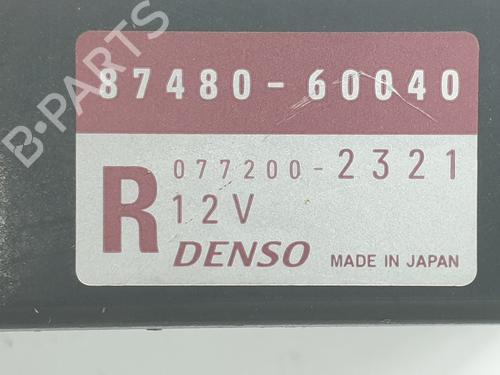 B-PARTS
87480-60040
R
077200-2321
12V
DENSO
MADE IN JAPAN